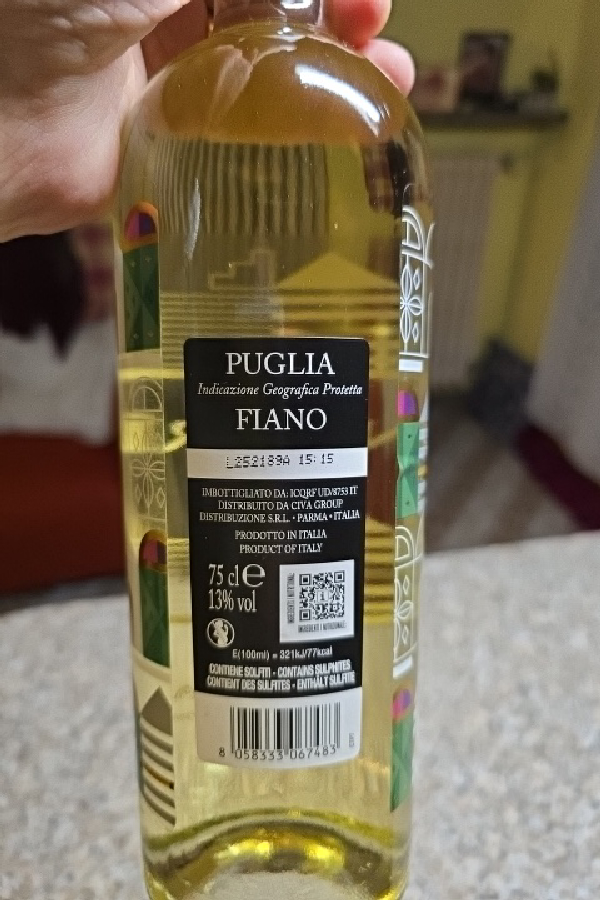 PUGLIA
Indicazione Geografica Protetta
FIANO
L252189A 15:15
IMBOTTIGLIATO DA: ICQRF UD/8753 IT
DISTRIBUITO DA CIVA GROUP
DISTRIBUZIONE S.R.L. • PARMA • ITALIA
PRODOTTO IN ITALIA
PRODUCT OF ITALY
75 cl e
13% vol
E(100ml) = 321kJ/77kcal
CONTIENE SOLFITI - CONTAINS SULPHITES
CONTIENT DES SULFITES - ENTHÄLT SULFITE
8 058333 067483